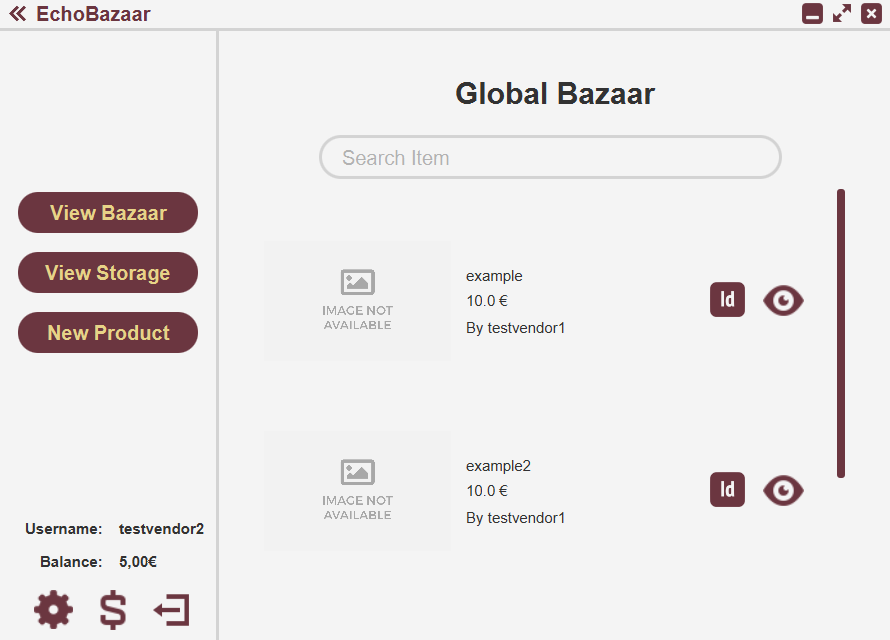 EchoBazaar
Global Bazaar
Search Item
View Bazaar
View Storage
New Product
Username: testvendor2
Balance: 5,00€
IMAGE NOT
AVAILABLE
example
10.0 €
By testvendor1
Id
IMAGE NOT
AVAILABLE
example2
10.0 €
By testvendor1
Id